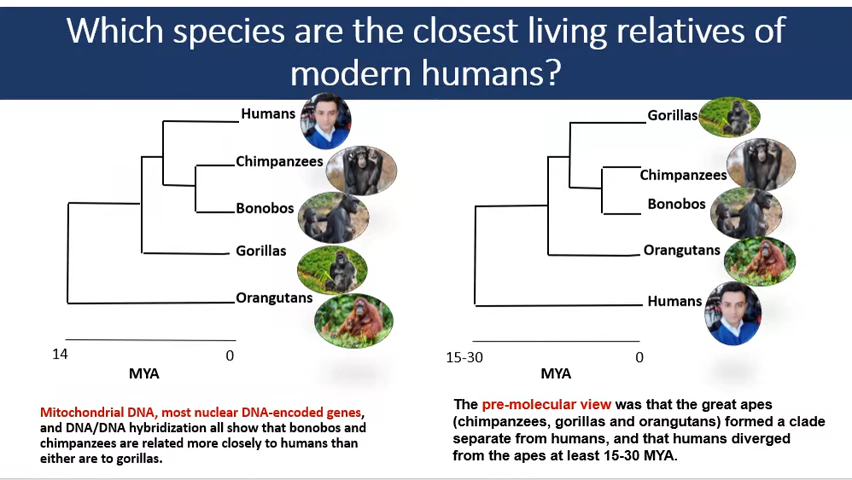 Which species are the closest living relatives of
modern humans?
Humans
Chimpanzees
Bonobos
Gorillas
Orangutans
14
0
MYA
Mitochondrial DNA, most nuclear DNA-encoded genes,
and DNA/DNA hybridization all show that bonobos and
chimpanzees are related more closely to humans than
either are to gorillas.
Gorillas
Chimpanzees
Bonobos
Orangutans
Humans
15-30
0
MYA
The pre-molecular view was that the great apes
(chimpanzees, gorillas and orangutans) formed a clade
separate from humans, and that humans diverged
from the apes at least 15-30 MYA.